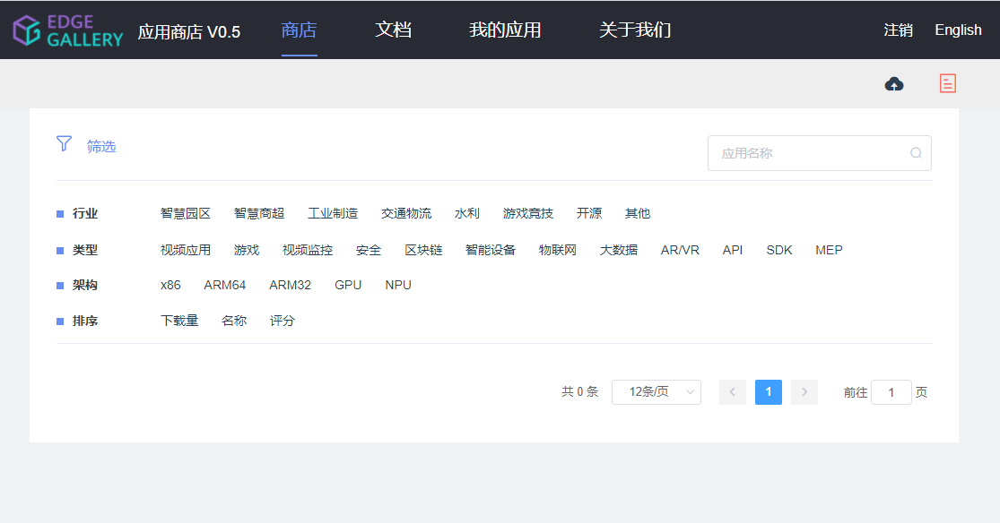 EDGE GALLERY 应用商店 V0.5 商店 文档 我的应用 关于我们 注销 English
筛选 应用名称
行业 智慧园区 智慧商超 工业制造 交通物流 水利 游戏竞技 开源 其他
类型 视频应用 游戏 视频监控 安全 区块链 智能设备 物联网 大数据 AR/VR API SDK MEP
架构 x86 ARM64 ARM32 GPU NPU
排序 下载量 名称 评分
共 0 条 12条/页 1 前往 1 页